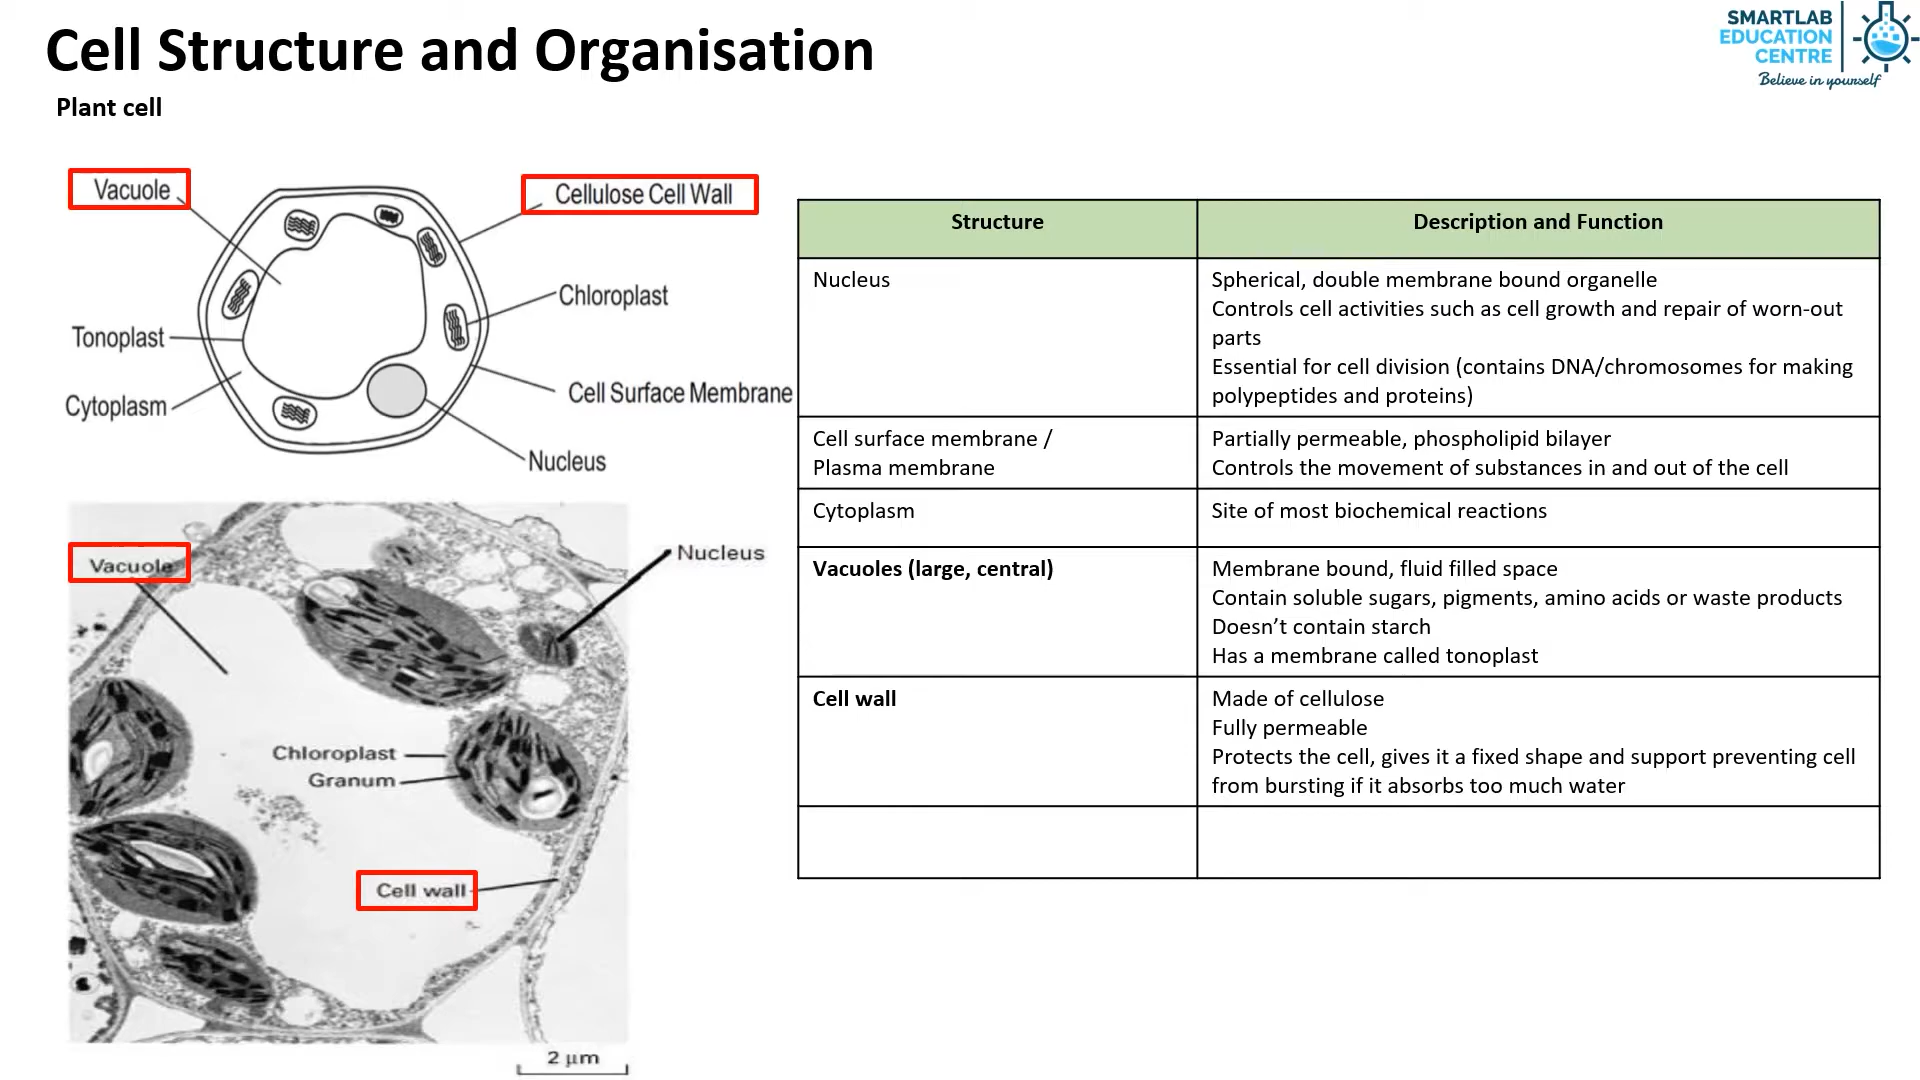 Cell Structure and Organisation
Plant cell
SMARTLAB
EDUCATION
CENTRE
Believe in yourself
Vacuole
Cellulose Cell Wall
Chloroplast
Tonoplast
Cell Surface Membrane
Cytoplasm
Nucleus
Nucleus
Vacuole
Chloroplast
Granum
Cell wall
2 µm
Structure
Description and Function
Nucleus
Spherical, double membrane bound organelle
Controls cell activities such as cell growth and repair of worn-out
parts
Essential for cell division (contains DNA/chromosomes for making
polypeptides and proteins)
Cell surface membrane /
Plasma membrane
Partially permeable, phospholipid bilayer
Controls the movement of substances in and out of the cell
Cytoplasm
Site of most biochemical reactions
Vacuoles (large, central)
Membrane bound, fluid filled space
Contain soluble sugars, pigments, amino acids or waste products
Doesn’t contain starch
Has a membrane called tonoplast
Cell wall
Made of cellulose
Fully permeable
Protects the cell, gives it a fixed shape and support preventing cell
from bursting if it absorbs too much water